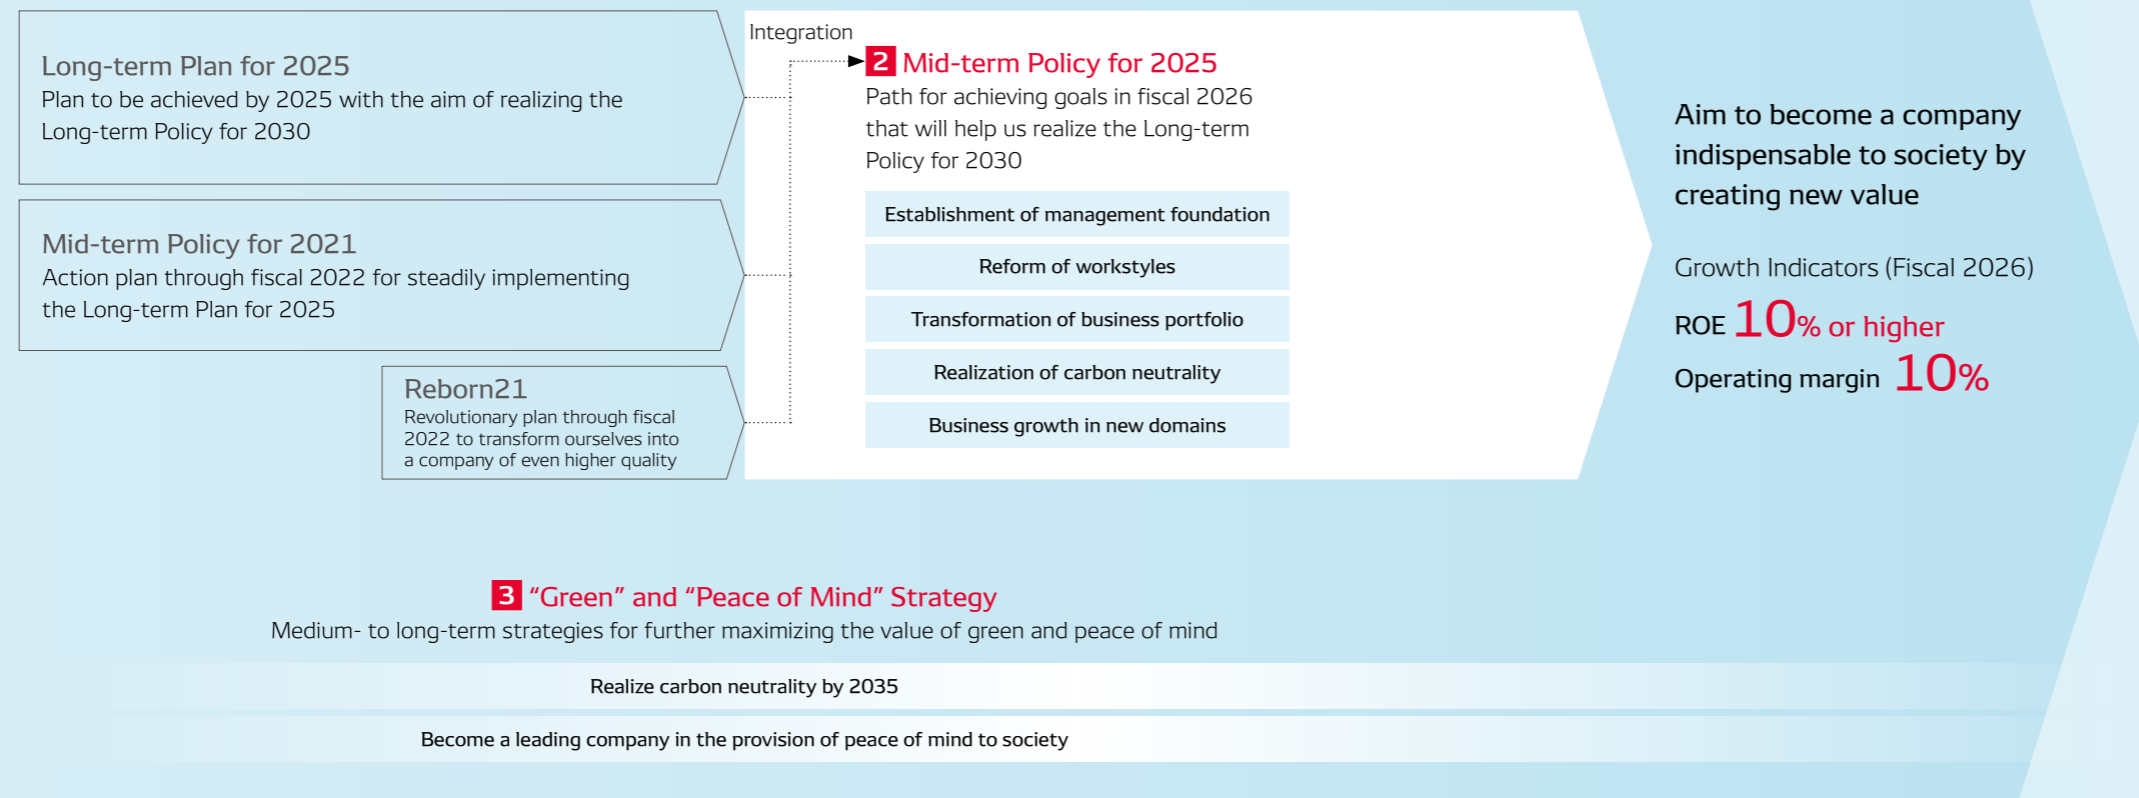 Long-term Plan for 2025
Plan to be achieved by 2025 with the aim of realizing the
Long-term Policy for 2030
Mid-term Policy for 2021
Action plan through fiscal 2022 for steadily implementing
the Long-term Plan for 2025
Reborn21
Revolutionary plan through fiscal
2022 to transform ourselves into
a company of even higher quality
Integration
2 Mid-term Policy for 2025
Path for achieving goals in fiscal 2026
that will help us realize the Long-term
Policy for 2030
Establishment of management foundation
Reform of workstyles
Transformation of business portfolio
Realization of carbon neutrality
Business growth in new domains
Aim to become a company
indispensable to society by
creating new value
Growth Indicators (Fiscal 2026)
ROE 10% or higher
Operating margin 10%
3 “Green” and “Peace of Mind” Strategy
Medium- to long-term strategies for further maximizing the value of green and peace of mind
Realize carbon neutrality by 2035
Become a leading company in the provision of peace of mind to society